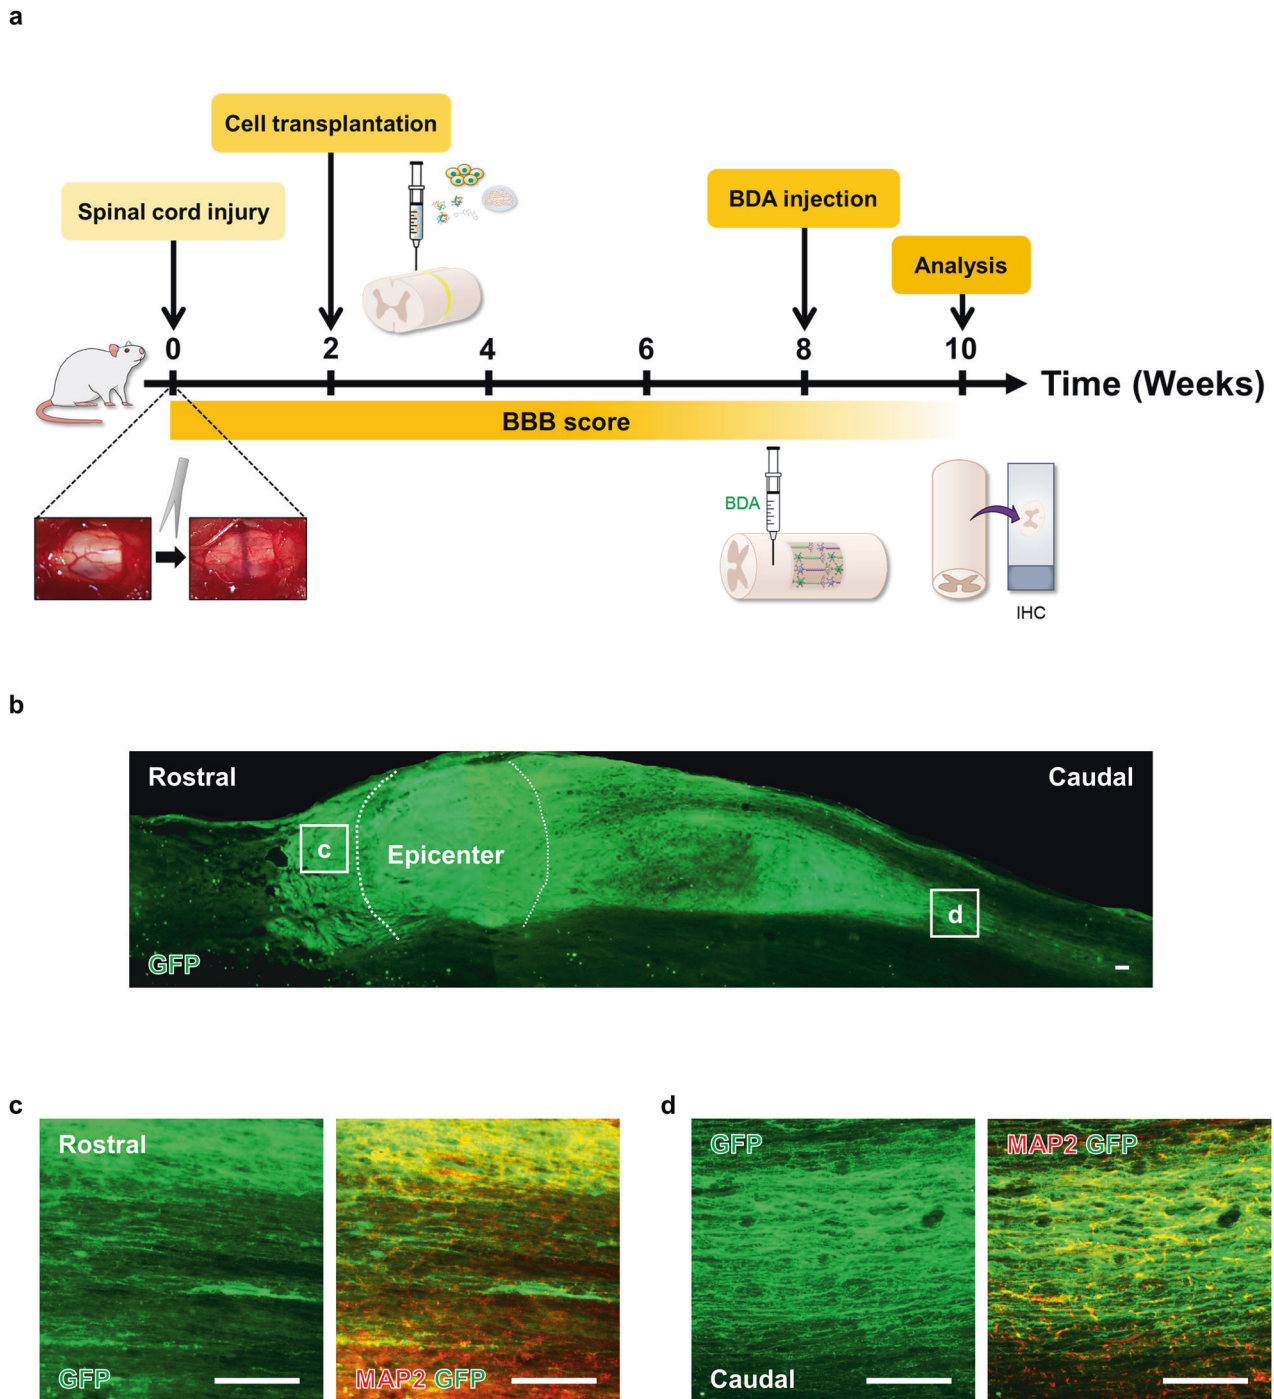 a
Cell transplantation
Spinal cord injury
BDA injection
Analysis
0
2
4
6
8
10
Time (Weeks)
BBB score
BDA
IHC
b
Rostral
Caudal
c
Epicenter
d
GFP
c
d
Rostral
GFP
MAP2 GFP
GFP
Caudal
MAP2 GFP